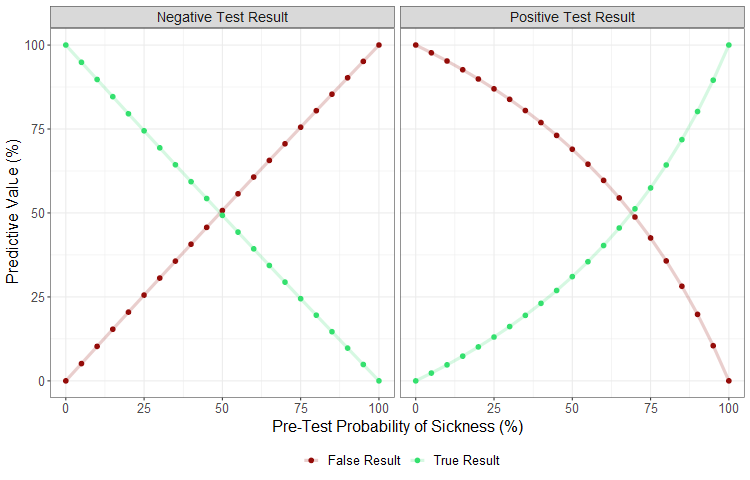 Negative Test Result
Positive Test Result
Predictive Value (%)
100
75
50
25
0
0 25 50 75 100
0 25 50 75 100
Pre-Test Probability of Sickness (%)
False Result
True Result